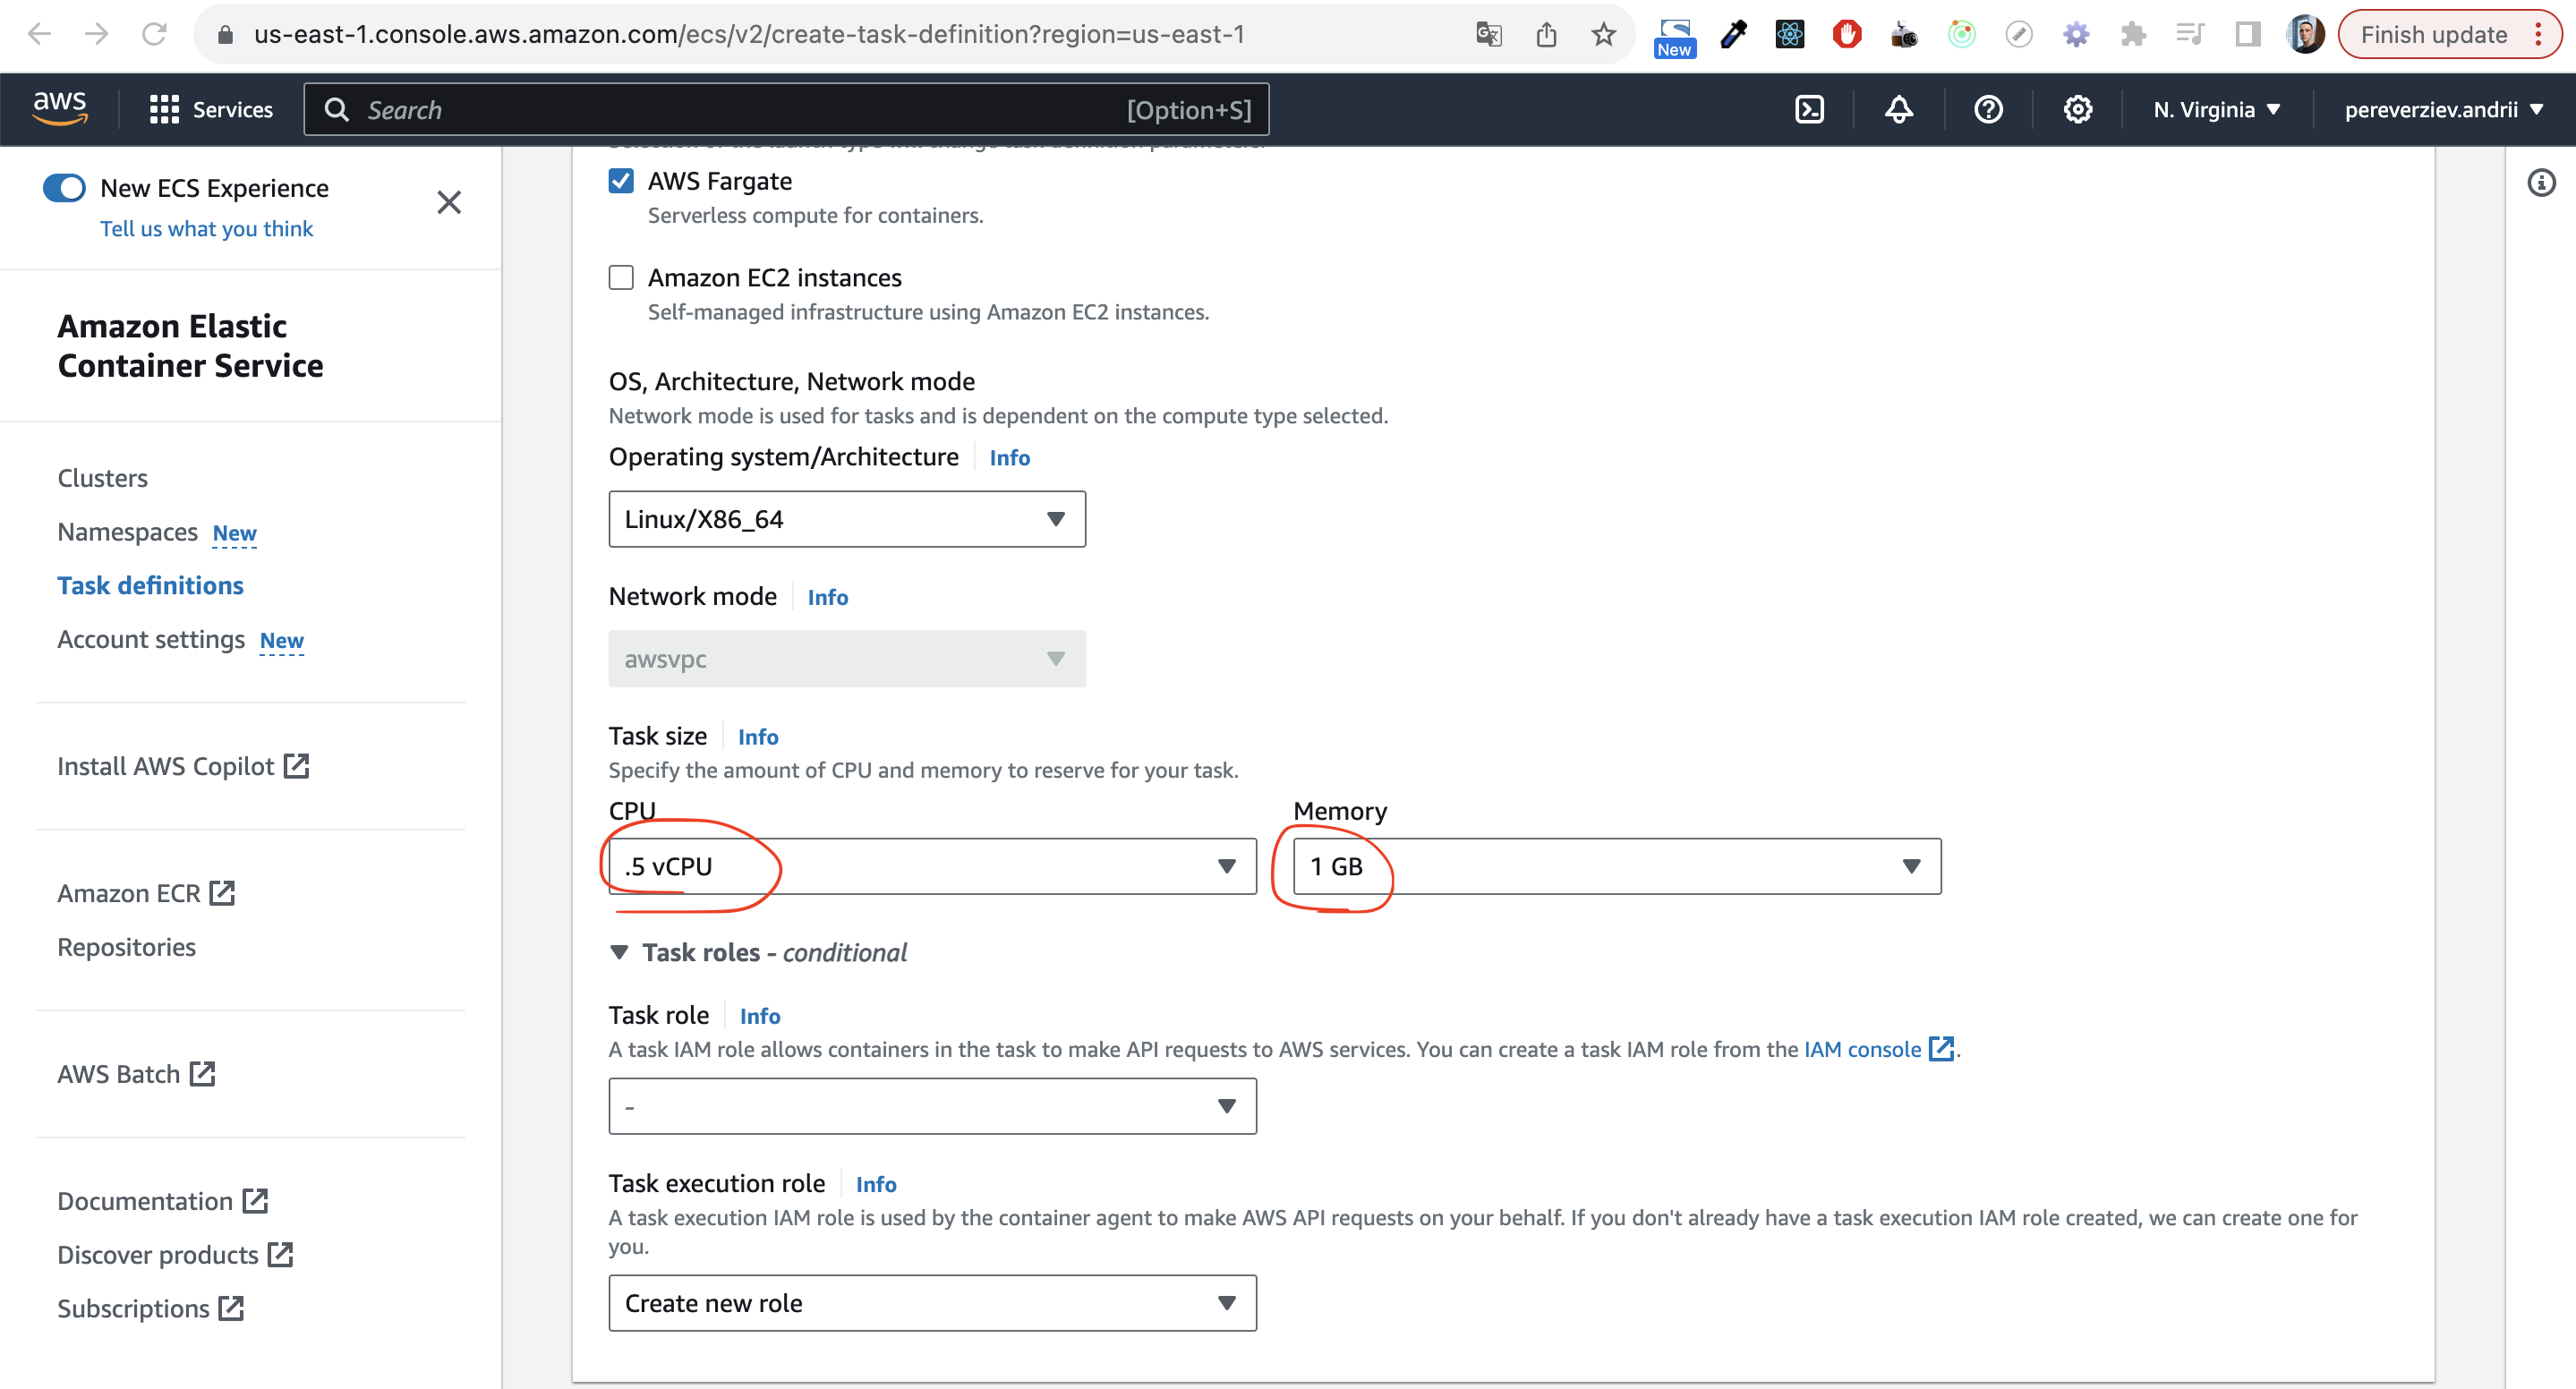 us-east-1.console.aws.amazon.com/ecs/v2/create-task-definition?region=us-east-1
New
Finish update
aws
Services
Search
[Option+S]
N. Virginia
pereverziev.andrii
New ECS Experience
Tell us what you think
Amazon Elastic
Container Service
Clusters
Namespaces New
Task definitions
Account settings New
Install AWS Copilot
Amazon ECR
Repositories
AWS Batch
Documentation
Discover products
Subscriptions
Selection of the launch type will change task definition parameters.
AWS Fargate
Serverless compute for containers.
Amazon EC2 instances
Self-managed infrastructure using Amazon EC2 instances.
OS, Architecture, Network mode
Network mode is used for tasks and is dependent on the compute type selected.
Operating system/Architecture Info
Linux/X86_64
Network mode Info
awsvpc
Task size Info
Specify the amount of CPU and memory to reserve for your task.
CPU
.5 vCPU
Memory
1 GB
Task roles - conditional
Task role Info
A task IAM role allows containers in the task to make API requests to AWS services. You can create a task IAM role from the IAM console .
-
Task execution role Info
A task execution IAM role is used by the container agent to make AWS API requests on your behalf. If you don't already have a task execution IAM role created, we can create one for
you.
Create new role